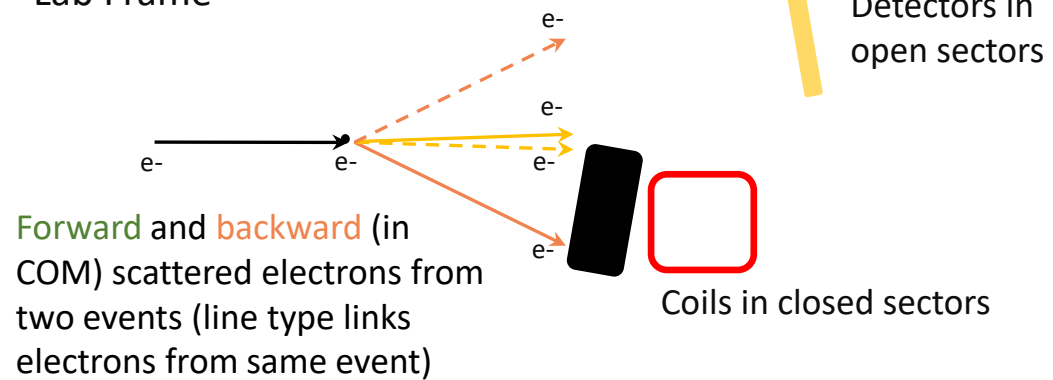 Lab Frame
Detectors in
open sectors
e-
e-
e-
e-
e-
e-
Forward and backward (in
COM) scattered electrons from
two events (line type links
electrons from same event)
Coils in closed sectors